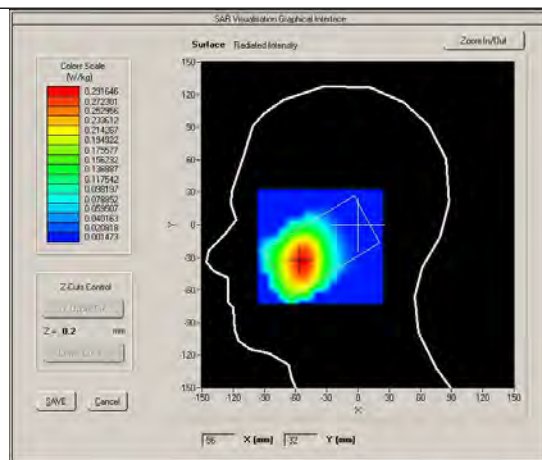 SAR Visualisation Graphical Interface
Surface Radiated Intensity
Zoom In/Out
Colors Scale
(W/kg)
0.291646
0.272301
0.252956
0.233612
0.214267
0.194922
0.175577
0.156232
0.136887
0.117542
0.098197
0.078852
0.059507
0.040163
0.020818
0.001473
150
120
90
60
30
Y 0
-30
-60
-90
-120
150
-150 -120 -90 -60 -30 0 30 60 90 120 150
X
Z-Cuts Control
Z = 0.2 mm
SAVE Cancel
X (mm) 32 Y (mm)